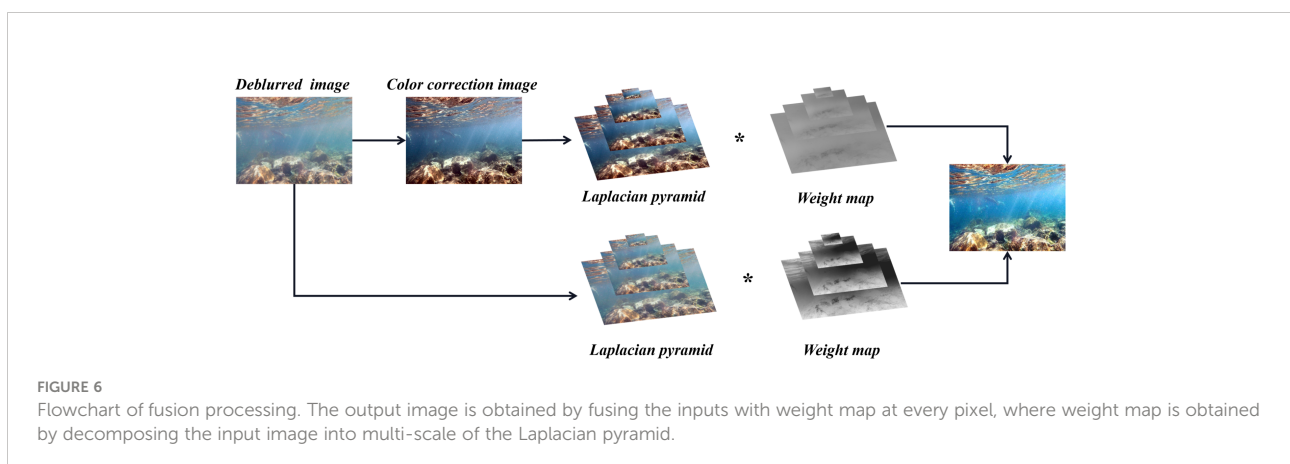 Deblurred image
Color correction image
Laplacian pyramid
*
Weight map
Laplacian pyramid
*
Weight map
FIGURE 6
Flowchart of fusion processing. The output image is obtained by fusing the inputs with weight map at every pixel, where weight map is obtained
by decomposing the input image into multi-scale of the Laplacian pyramid.